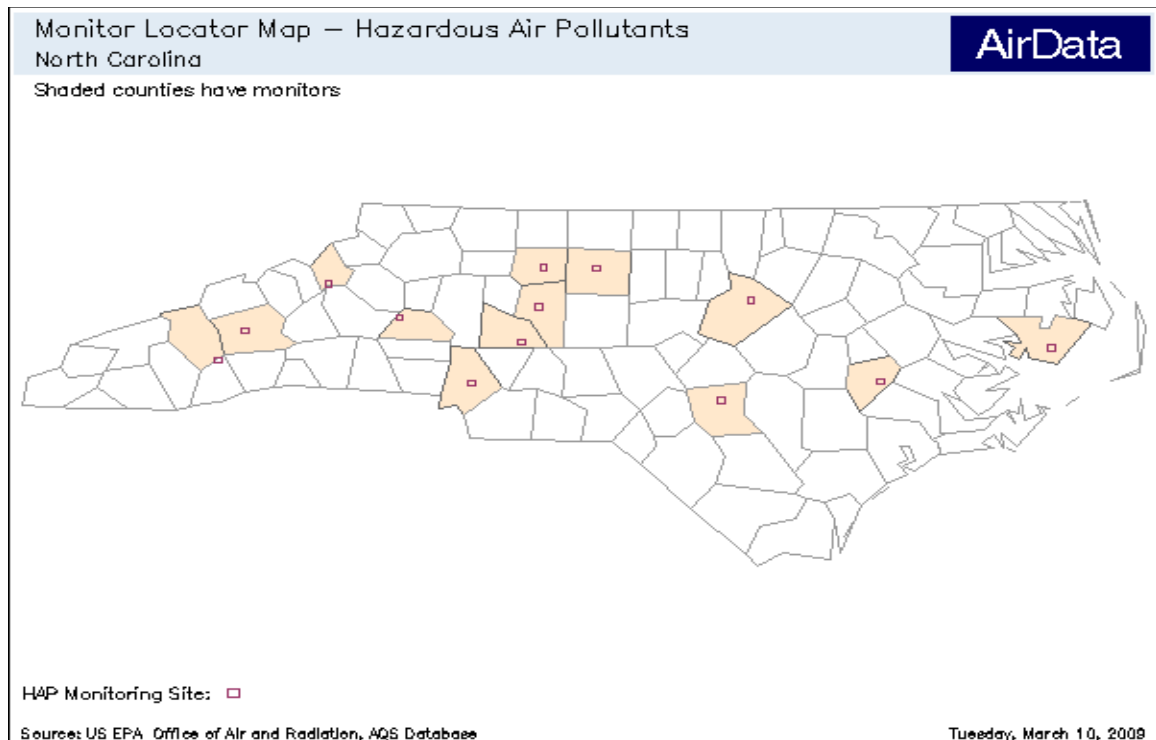 Monitor Locator Map – Hazardous Air Pollutants
North Carolina
AirData
Shaded counties have monitors
HAP Monitoring Site:
Source: US EPA Office of Air and Radiation, AQS Database
Tuesday, March 10, 2009